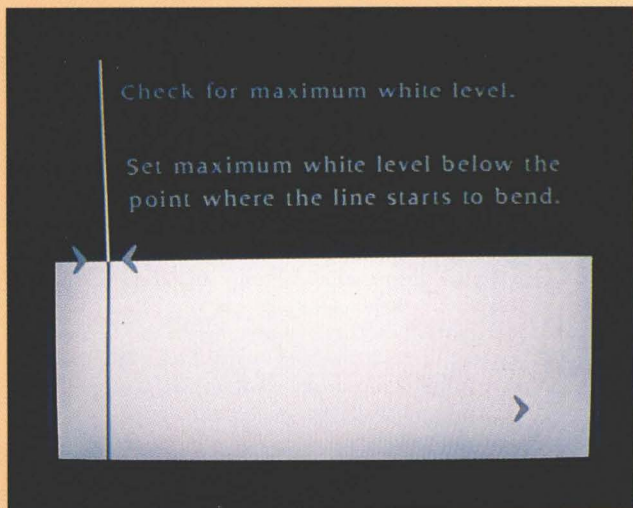 Check for maximum white level.
Set maximum white level below the
point where the line starts to bend.